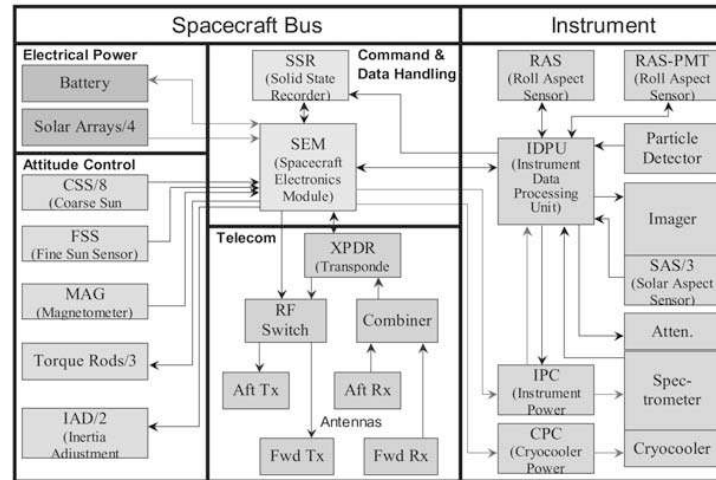 Spacecraft Bus
Instrument
Electrical Power
Battery
Solar Arrays/4
SSR
(Solid State
Recorder)
Command &
Data Handling
SEM
(Spacecraft
Electronics
Module)
Attitude Control
CSS/8
(Coarse Sun
FSS
(Fine Sun Sensor)
MAG
(Magnetometer)
Torque Rods/3
IAD/2
(Inertia
Adjustment
Telecom
XPDR
(Transponde
RF
Switch
Combiner
Aft Tx
Aft Rx
Antennas
Fwd Tx
Fwd Rx
RAS
(Roll Aspect
Sensor)
RAS-PMT
(Roll Aspect
Sensor)
IDPU
(Instrument
Data
Processing
Unit)
Particle
Detector
Imager
SAS/3
(Solar Aspect
Sensor)
Atten.
IPC
(Instrument
Power
Spec-
trometer
CPC
(Cryocooler
Power
Cryocooler